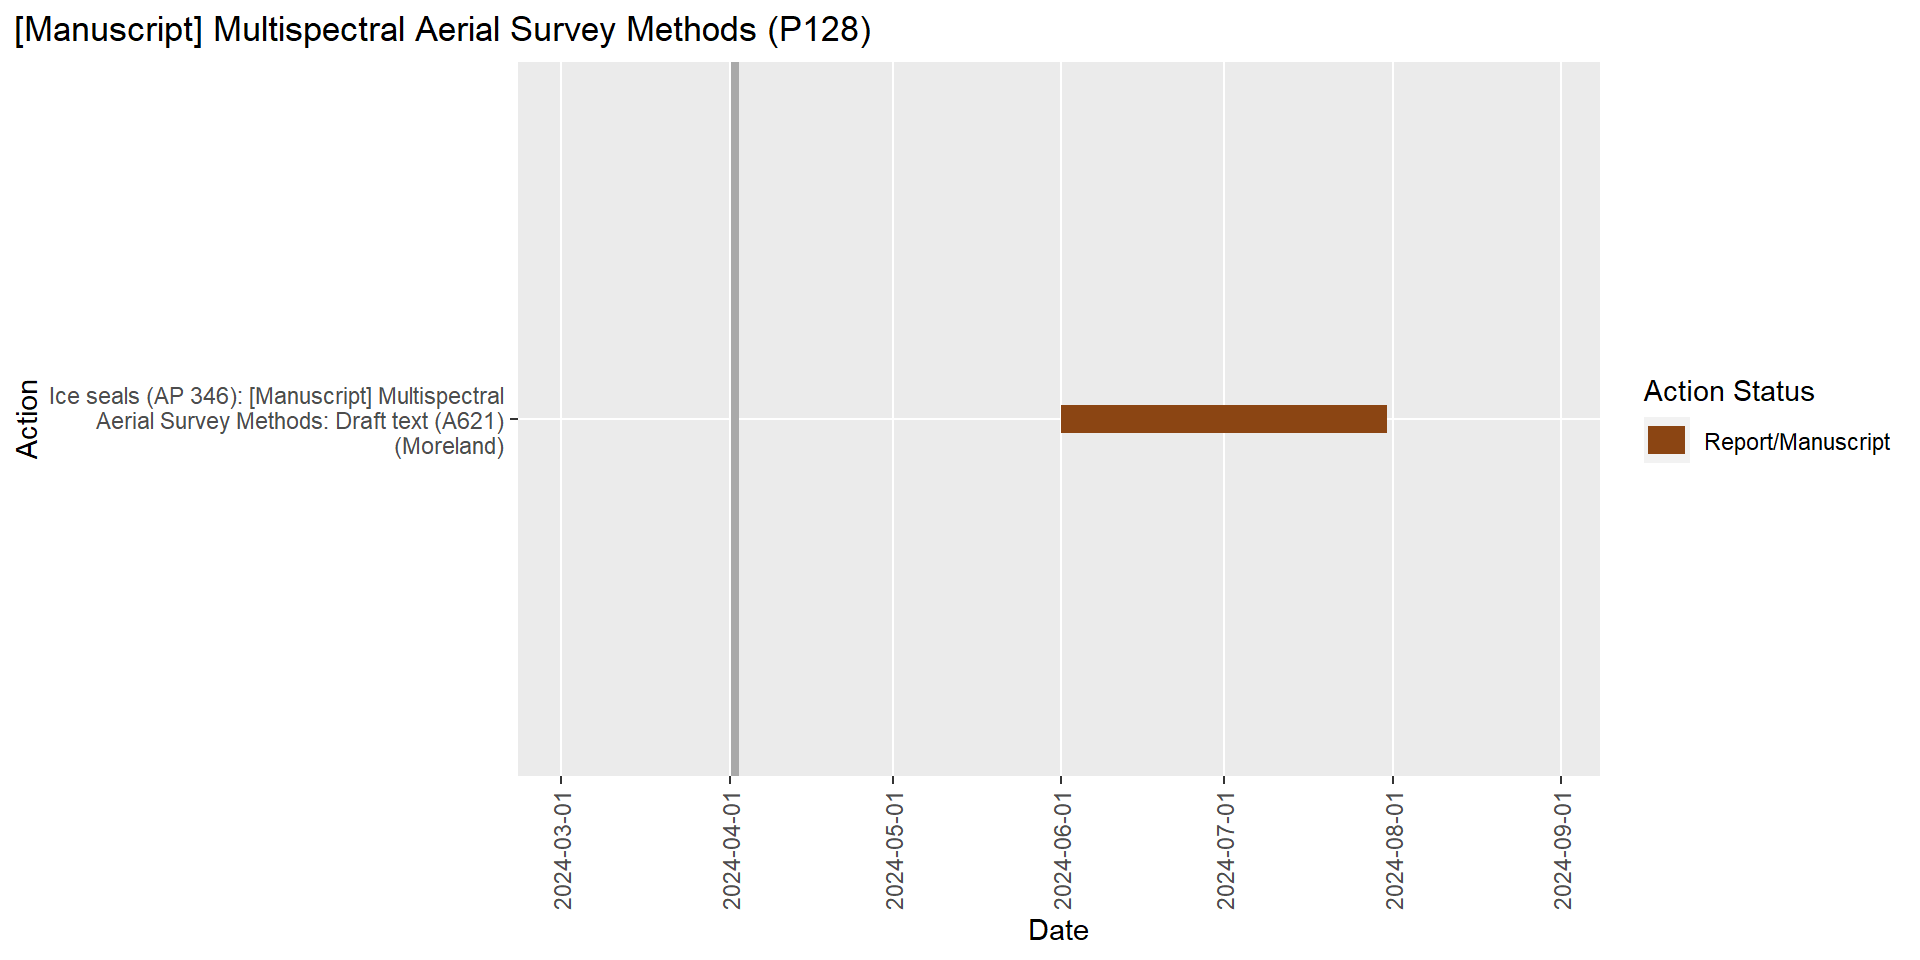 [Manuscript] Multispectral Aerial Survey Methods (P128)
Action
Ice seals (AP 346): [Manuscript] Multispectral
Aerial Survey Methods: Draft text (A621)
(Moreland)
2024-03-01
2024-04-01
2024-05-01
2024-06-01
2024-07-01
2024-08-01
2024-09-01
Date
Action Status
Report/Manuscript